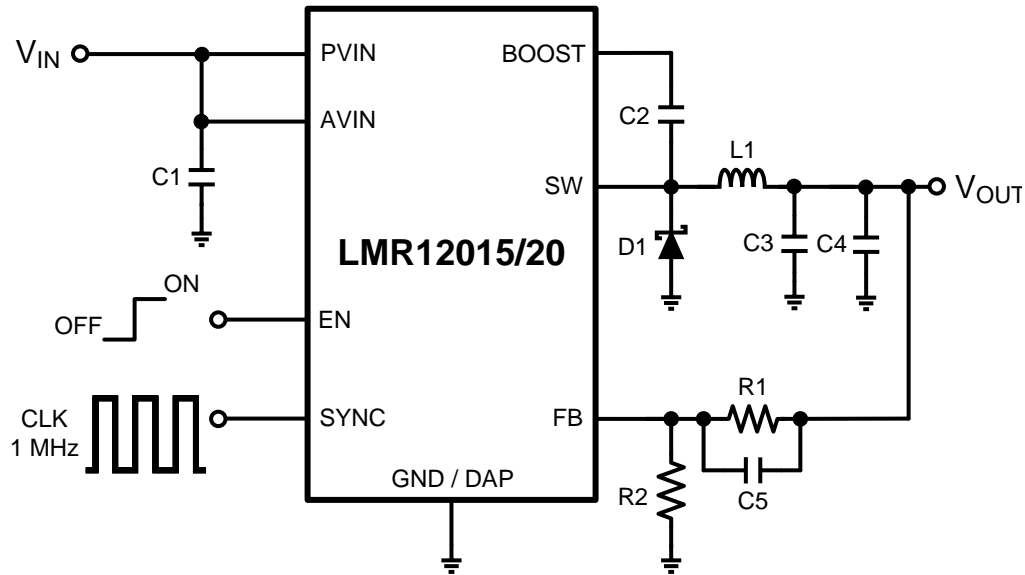 VIN
PVIN
BOOST
AVIN
C2
C1
L1
SW
VOUT
D1
C3
C4
LMR12015/20
ON
OFF
EN
CLK
1 MHz
SYNC
FB
R1
GND / DAP
R2
C5